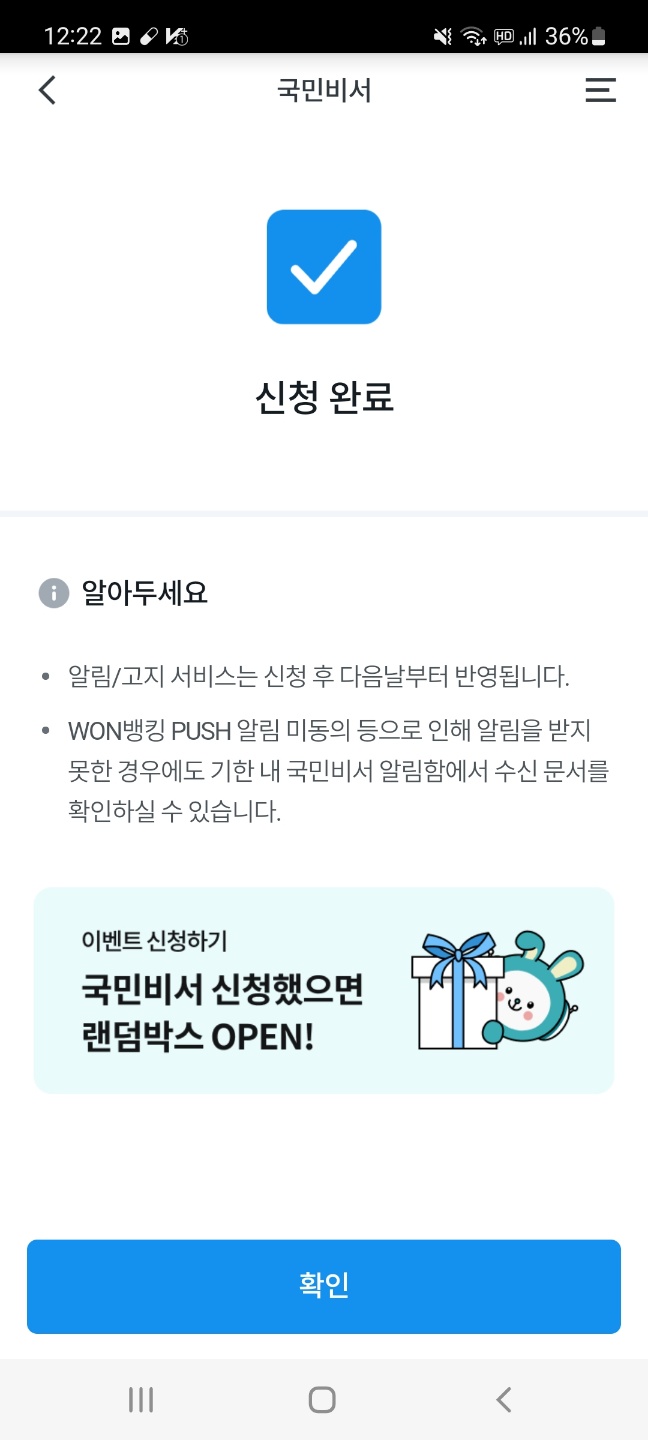 12:22
HD
36%
국민비서
신청 완료
알아두세요
• 알림/고지 서비스는 신청 후 다음날부터 반영됩니다.
• WON뱅킹 PUSH 알림 미동의 등으로 인해 알림을 받지
못한 경우에도 기한 내 국민비서 알림함에서 수신 문서를
확인하실 수 있습니다.
이벤트 신청하기
국민비서 신청했으면
랜덤박스 OPEN!
확인